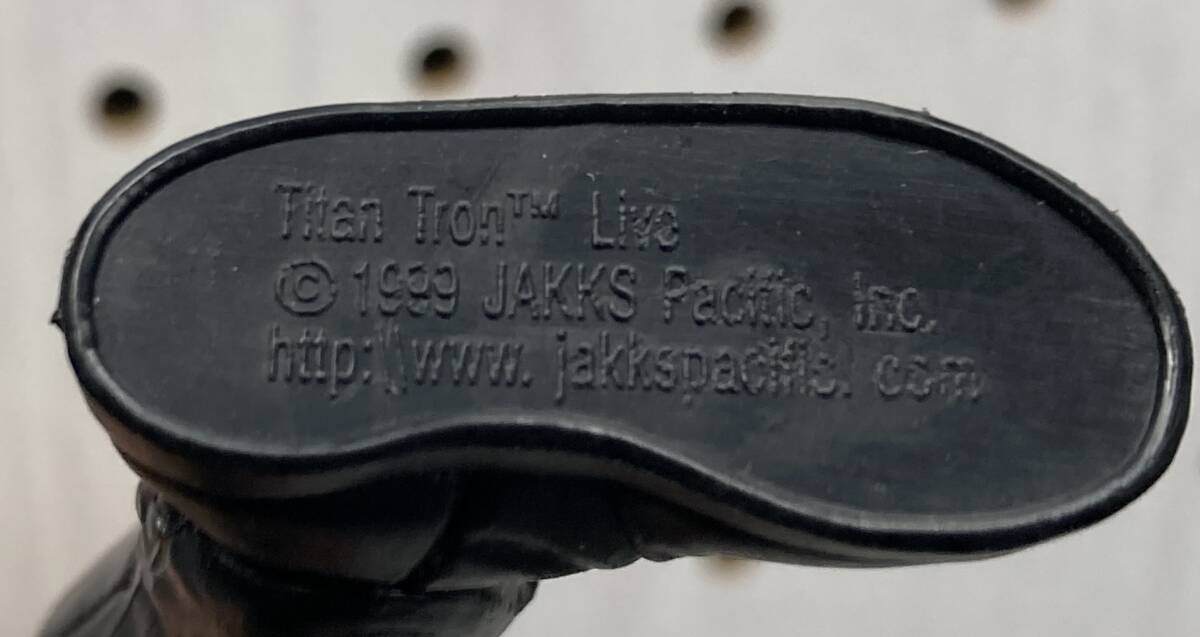 Titan Tron™ Live
© 1999 JAKKS Pacific, Inc.
http:\\www. jakkspacific. com